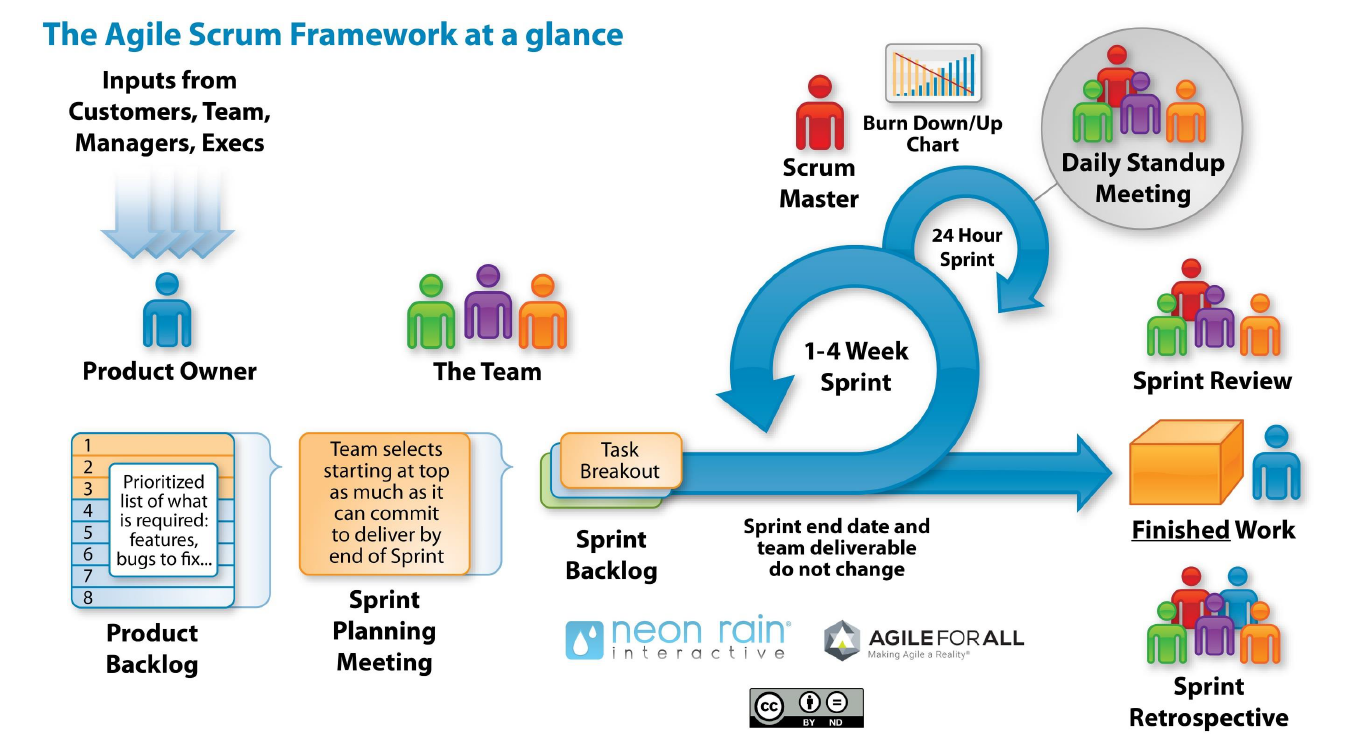 The Agile Scrum Framework at a glance
Inputs from
Customers, Team,
Managers, Execs
Product Owner
The Team
Scrum
Master
Burn Down/Up
Chart
Daily Standup
Meeting
24 Hour
Sprint
1-4 Week
Sprint
Sprint Review
1
2
3
4
5
6
7
8
Prioritized
list of what
is required:
features,
bugs to fix...
Product
Backlog
Team selects
starting at top
as much as it
can commit
to deliver by
end of Sprint
Sprint
Planning
Meeting
Task
Breakout
Sprint
Backlog
Sprint end date and
team deliverable
do not change
Finished Work
Sprint
Retrospective
neon rain®
interactive
AGILE FOR ALL
Making Agile a Reality®
cc
BY ND